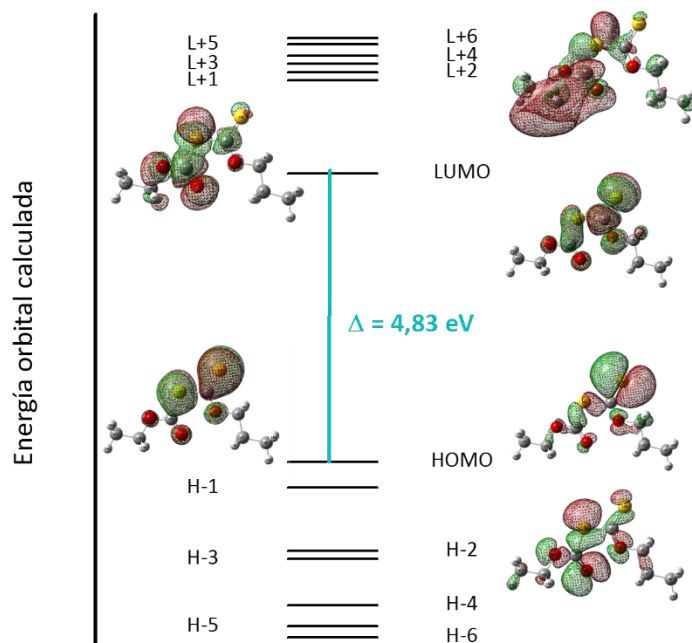 Energía orbital calculada
L+5
L+6
L+3
L+4
L+1
L+2
LUMO
Δ = 4,83 eV
HOMO
H-1
H-3
H-2
H-4
H-5
H-6